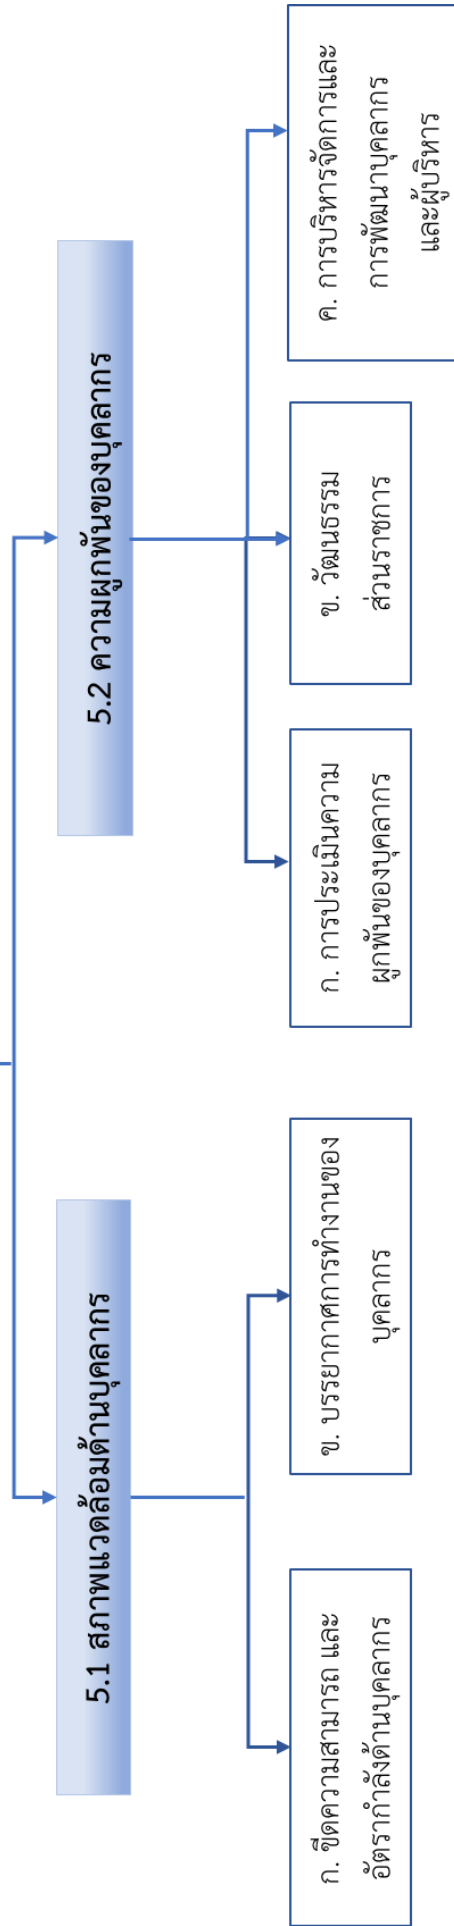 5.1 สภาพแวดล้อมด้านบุคลากร
ก. ขีดความสามารถ และ
อัตรากำลังด้านบุคลากร
ข. บรรยากาศการทำงานของ
บุคลากร
5.2 ความผูกพันของบุคลากร
ก. การประเมินความ
ผูกพันของบุคลากร
ข. วัฒนธรรม
ส่วนราชการ
ค. การบริหารจัดการและ
การพัฒนาบุคลากร
และผู้บริหาร